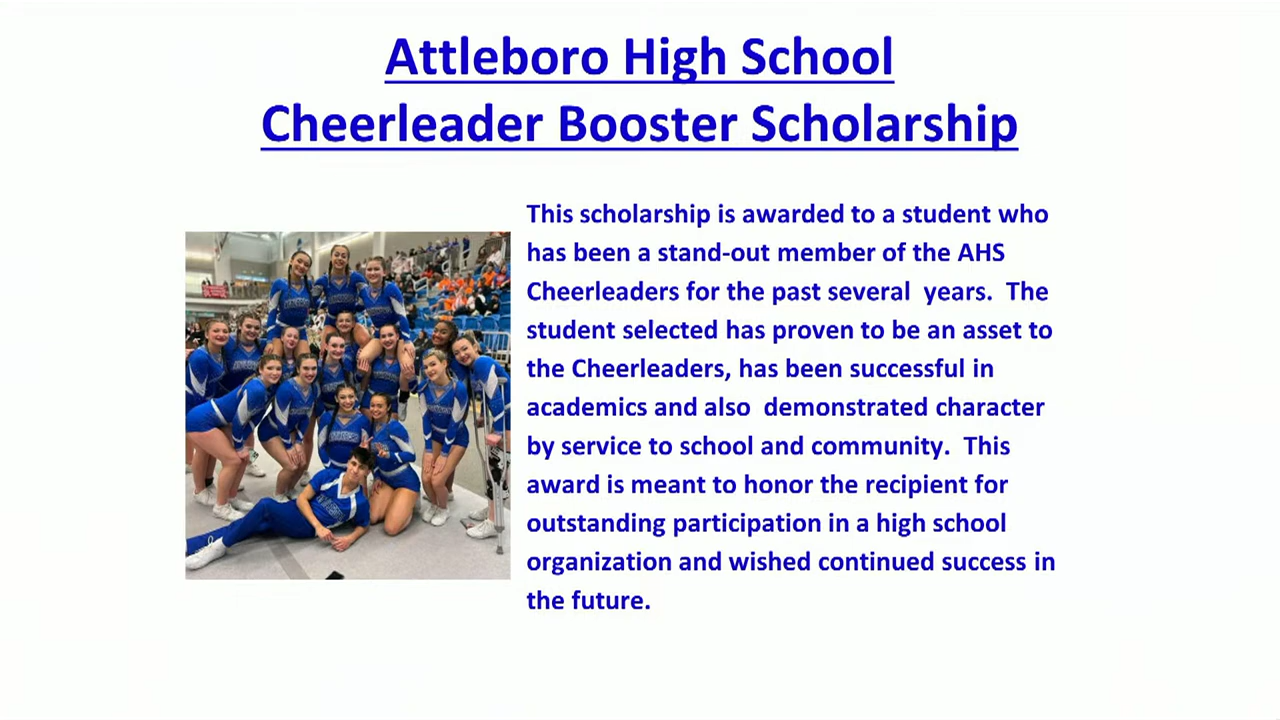 Attleboro High School
Cheerleader Booster Scholarship
This scholarship is awarded to a student who
has been a stand-out member of the AHS
Cheerleaders for the past several  years.  The
student selected has proven to be an asset to
the Cheerleaders, has been successful in
academics and also  demonstrated character
by service to school and community.  This
award is meant to honor the recipient for
outstanding participation in a high school
organization and wished continued success in
the future.